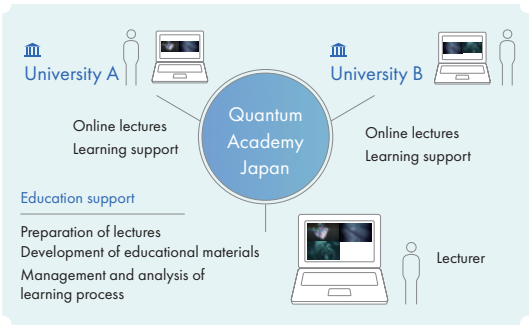 University A
University B
Quantum
Academy
Japan
Online lectures
Learning support
Online lectures
Learning support
Education support
Preparation of lectures
Development of educational materials
Management and analysis of
learning process
Lecturer